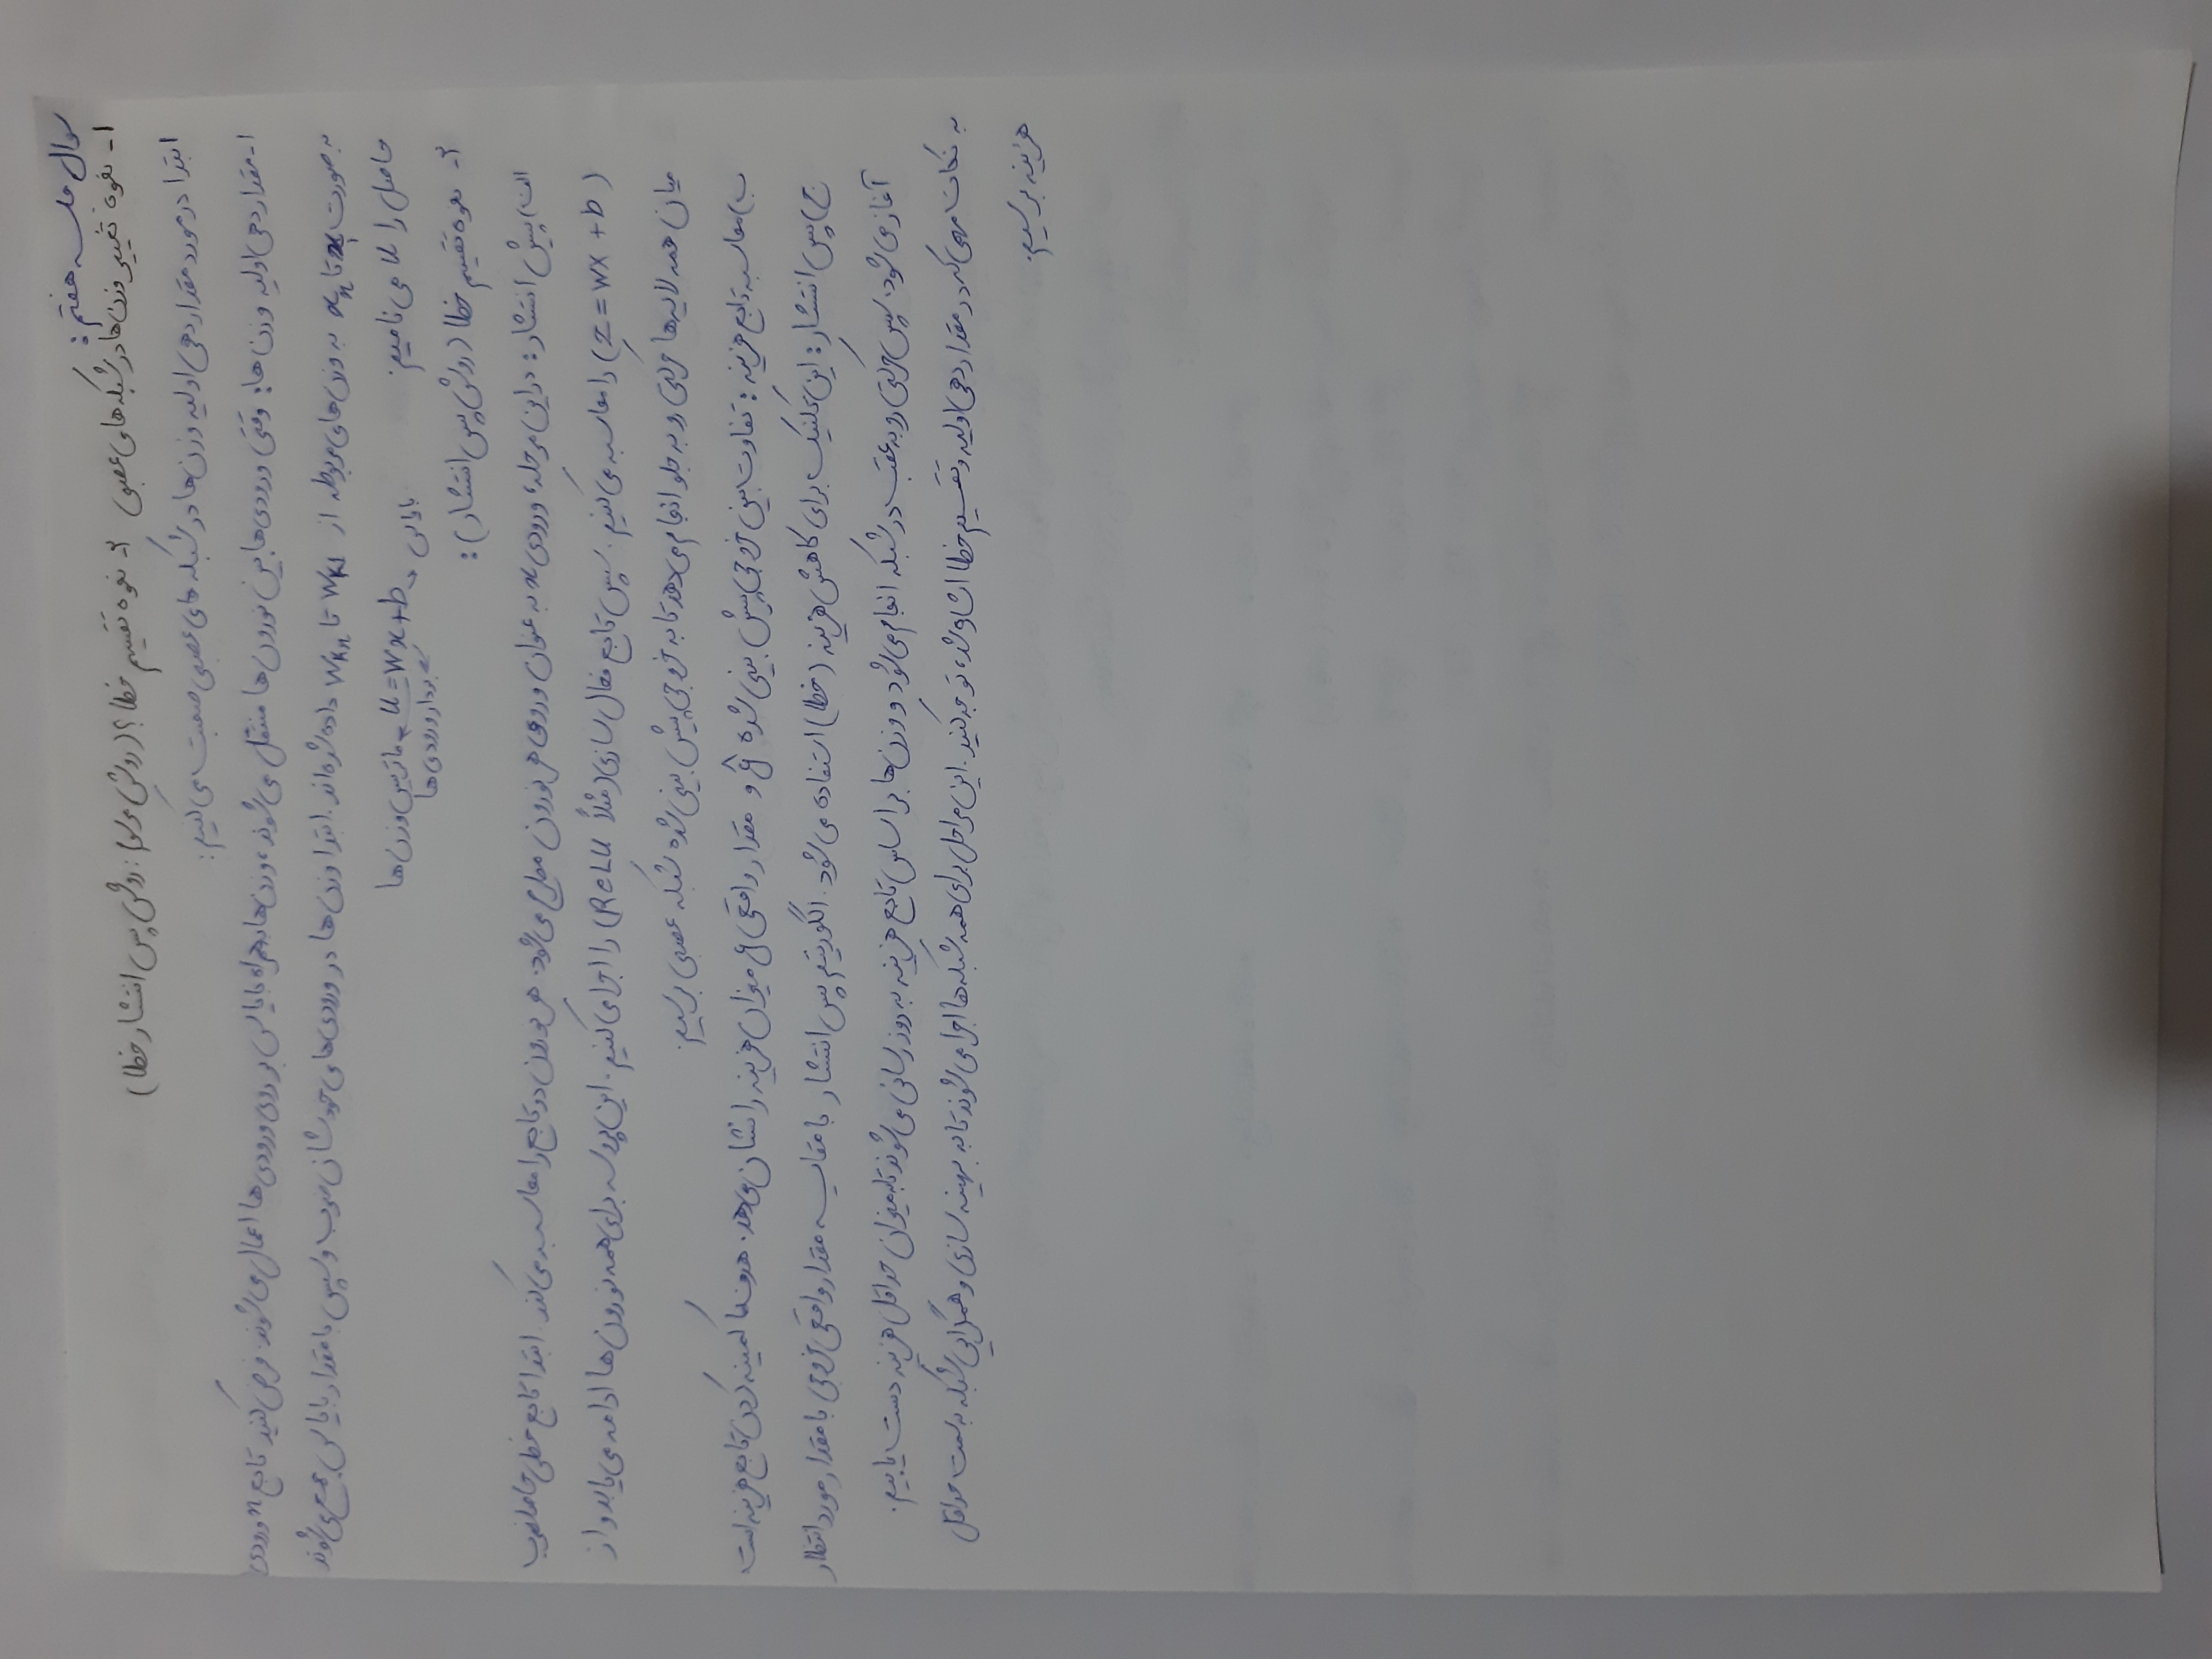 سوال جلسه هفتم:
۱- نحوه تغییر وزن‌ها در شبکه‌های عصبی ۲- نحوه تقسیم خطا؟ (روش مرسوم: روش پس انتشار خطا)
ابتدا در مورد مقداردهی اولیه وزن‌ها در شبکه های عصبی صحبت می‌کنیم:
۱- مقداردهی اولیه وزن ها: وقتی ورودی‌ها بین نورون‌ها منتقل می‌شوند، وزن‌ها به همراه بایاس بر روی ورودی‌ها اعمال می‌شوند. فرض کنید تابع n ورودی
به صورت x1 تا xn به وزن‌های مربوطه از wk1 تا wkn داده شده‌اند. ابتدا وزن‌ها در ورودی‌های خودشان ضرب و سپس با مقدار بایاس جمع می‌شوند
حاصل را u می نامیم. بایاس ← u = wx + b → ماتریس وزن ها
بردار ورودی ها
۲- نحوه تقسیم خطا (روش پس انتشار):
الف) پیش انتشار: در این مرحله، ورودی x به عنوان ورودی هر نورون مطرح می‌شود. هر نورون دو تابع را محاسبه می‌کند. ابتدا تابع خطی حاصلضرب
(z = wx + b) را محاسبه می‌کنیم. سپس تابع فعال سازی (مثلاً ReLU) را اجرا می‌کنیم. این پروسه برای همه نورون ها ادامه می‌یابد و از
میان همه لایه‌ها حرکتی رو به جلو انجام می‌دهد تا به خروجی پیش بینی شده شبکه عصبی برسیم.
ب) محاسبه تابع هزینه: تفاوت بین خروجی پیش بینی شده ŷ و مقدار واقعی y میزان هزینه را نشان می‌دهد. هدف ما کمینه کردن تابع هزینه است
ج) پس انتشار: این تکنیک برای کاهش هزینه (خطا) استفاده می‌شود. الگوریتم پس انتشار با مقایسه مقدار واقعی خروجی با مقدار مورد انتظار
آغاز می‌شود. سپس حرکتی رو به عقب در شبکه انجام می‌شود و وزن‌ها بر اساس تابع هزینه به روزرسانی می‌شوند تا به میزان حداقل هزینه دست یابیم.
به نکات مهمی که در مقداردهی اولیه و تقسیم خطا اشاره شد، توجه کنید. این مراحل برای همه شبکه‌ها اجرا می‌شوند تا به بهینه سازی و همگرایی شبکه به سمت حداقل
هزینه برسیم.